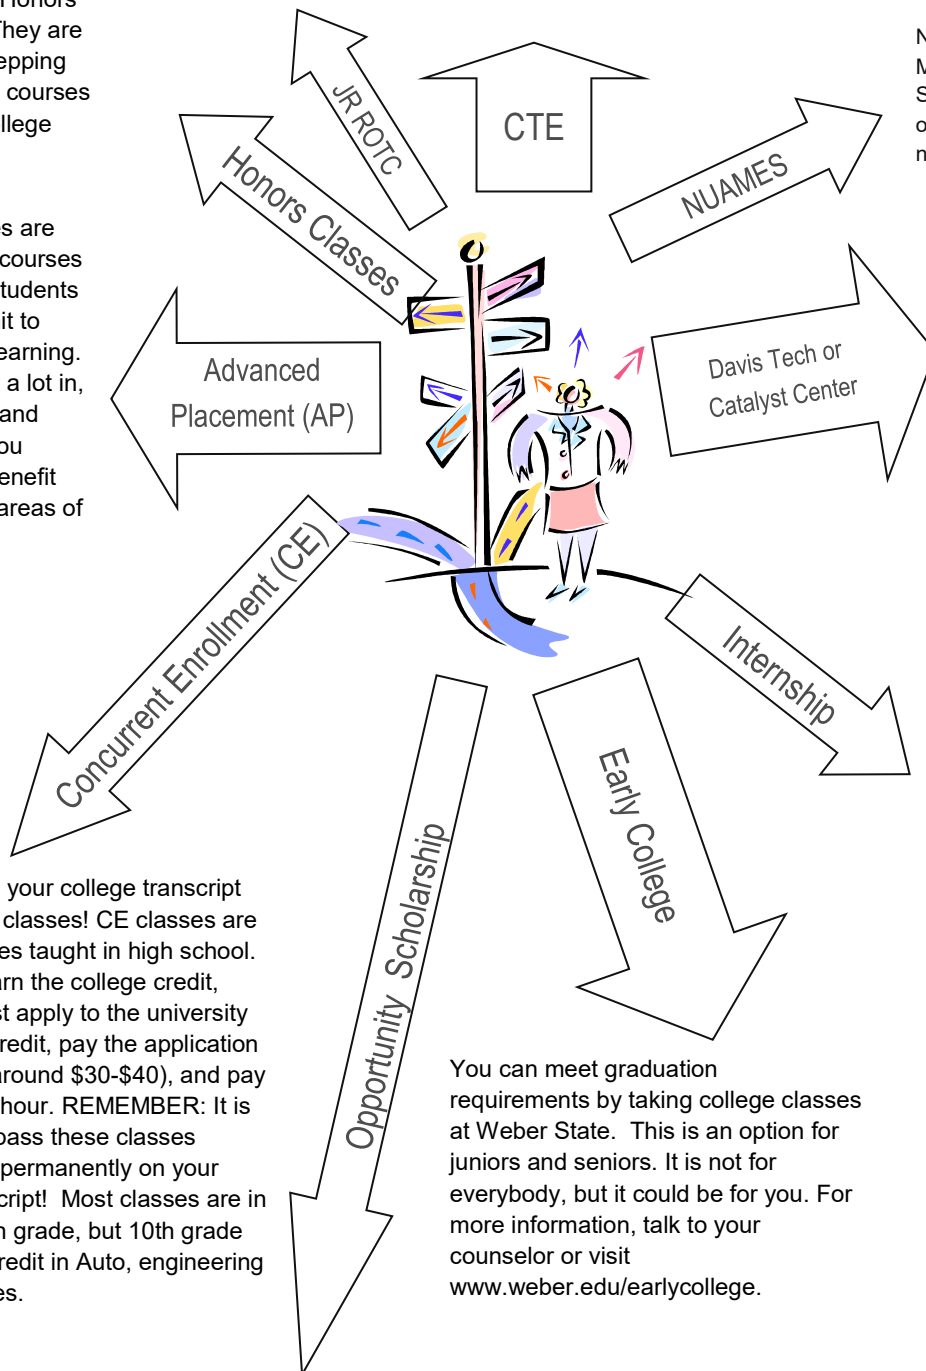 Honors
They are
epping
courses
llege
JR ROTC
CTE
N
M
S
o
n
NUAMES
Honors Classes
es are
courses
tudents
it to
earning.
a lot in,
and
ou
enefit
areas of
Advanced
Placement (AP)
Davis Tech or
Catalyst Center
Concurrent Enrollment (CE)
Internship
Early College
Opportunity Scholarship
your college transcript
classes! CE classes are
es taught in high school.
arn the college credit,
st apply to the university
redit, pay the application
around $30-$40), and pay
hour. REMEMBER: It is
pass these classes
permanently on your
cript! Most classes are in
h grade, but 10th grade
redit in Auto, engineering
es.
You can meet graduation
requirements by taking college classes
at Weber State. This is an option for
juniors and seniors. It is not for
everybody, but it could be for you. For
more information, talk to your
counselor or visit
www.weber.edu/earlycollege.